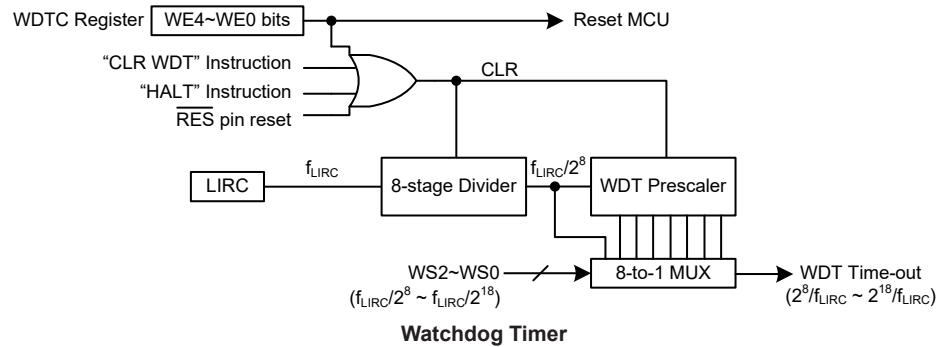 WDTC Register WE4~WE0 bits Reset MCU
“CLR WDT” Instruction
CLR
“HALT” Instruction
RES pin reset
fLIRC fLIRC/2⁸
LIRC 8-stage Divider WDT Prescaler
WS2~WS0 8-to-1 MUX WDT Time-out
(fLIRC/2⁸ ~ fLIRC/2¹⁸) (2⁸/fLIRC ~ 2¹⁸/fLIRC)
Watchdog Timer